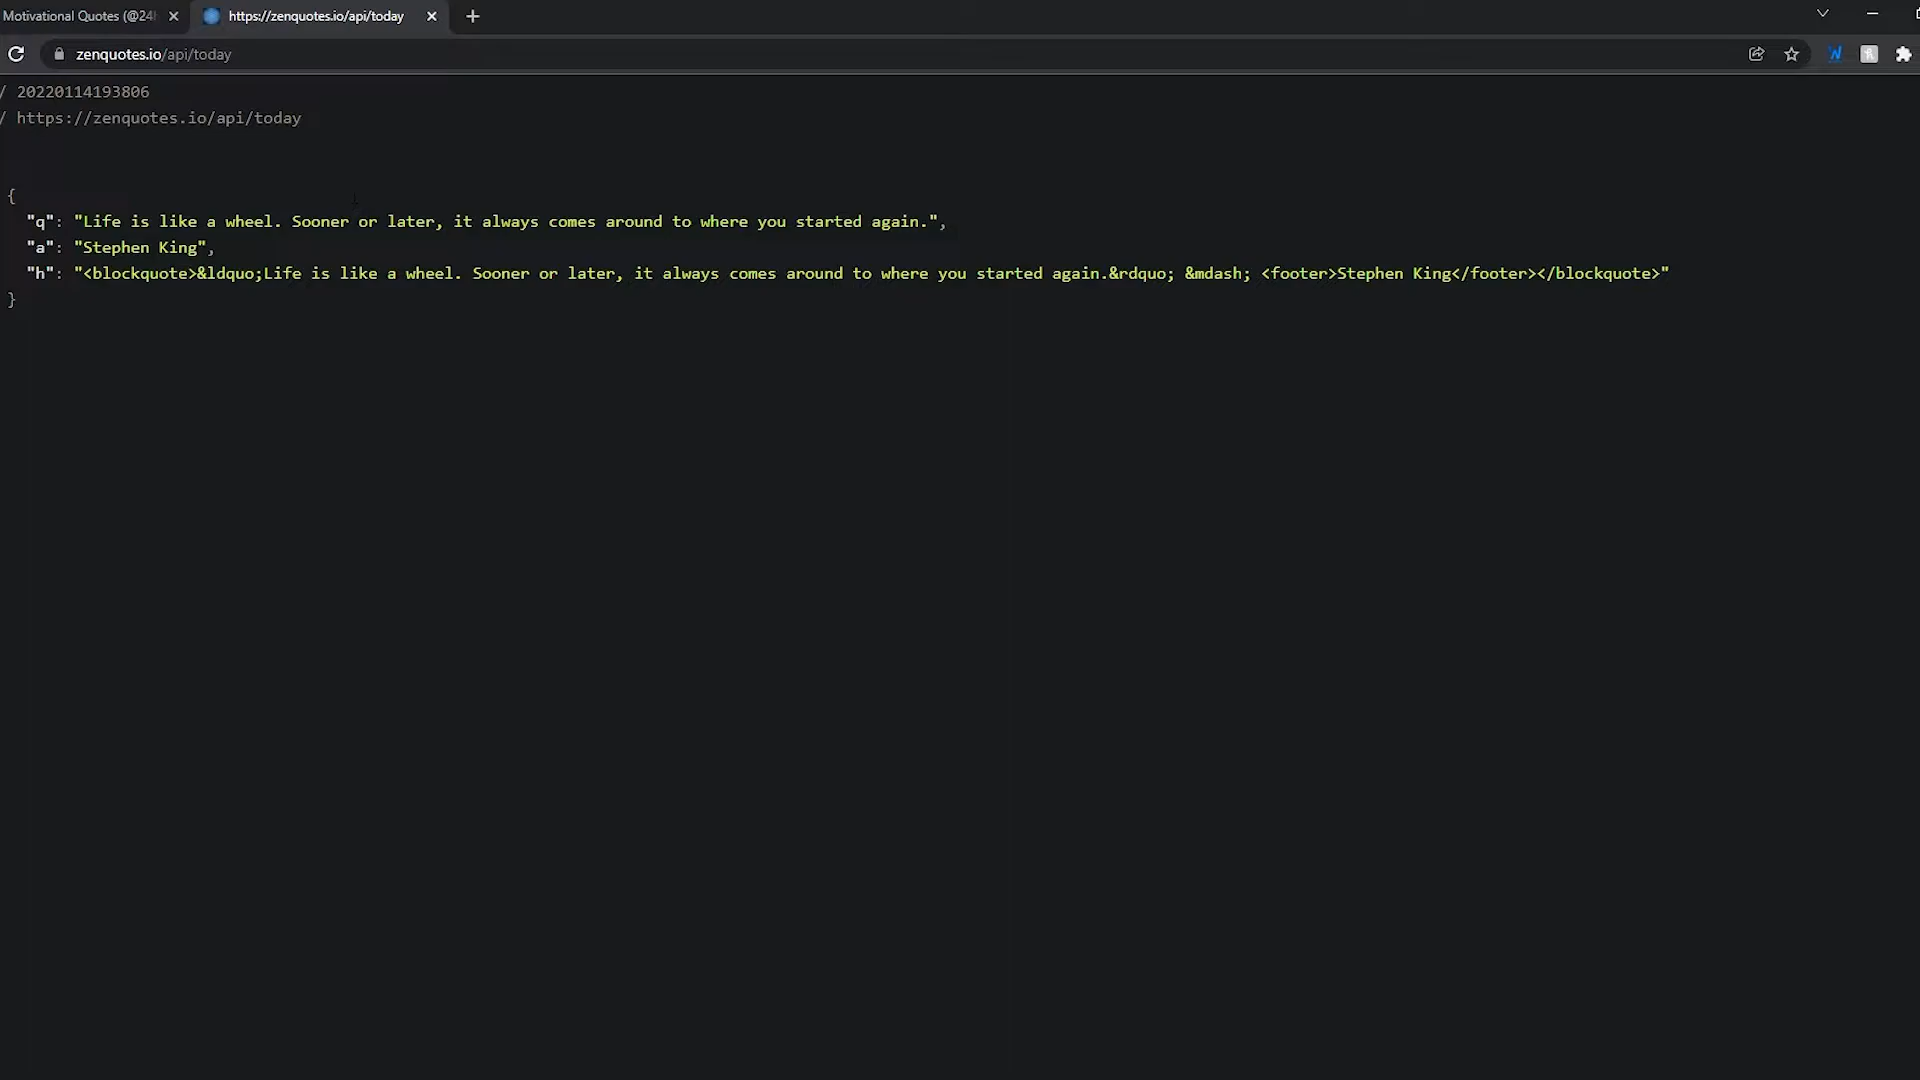 Motivational Quotes (@24
https://zenquotes.io/api/today
zenquotes.io/api/today
/ 20220114193806
/ https://zenquotes.io/api/today
{
"q": "Life is like a wheel. Sooner or later, it always comes around to where you started again.",
"a": "Stephen King",
"h": "<blockquote>&ldquo;Life is like a wheel. Sooner or later, it always comes around to where you started again.&rdquo; &mdash; <footer>Stephen King</footer></blockquote>"
}